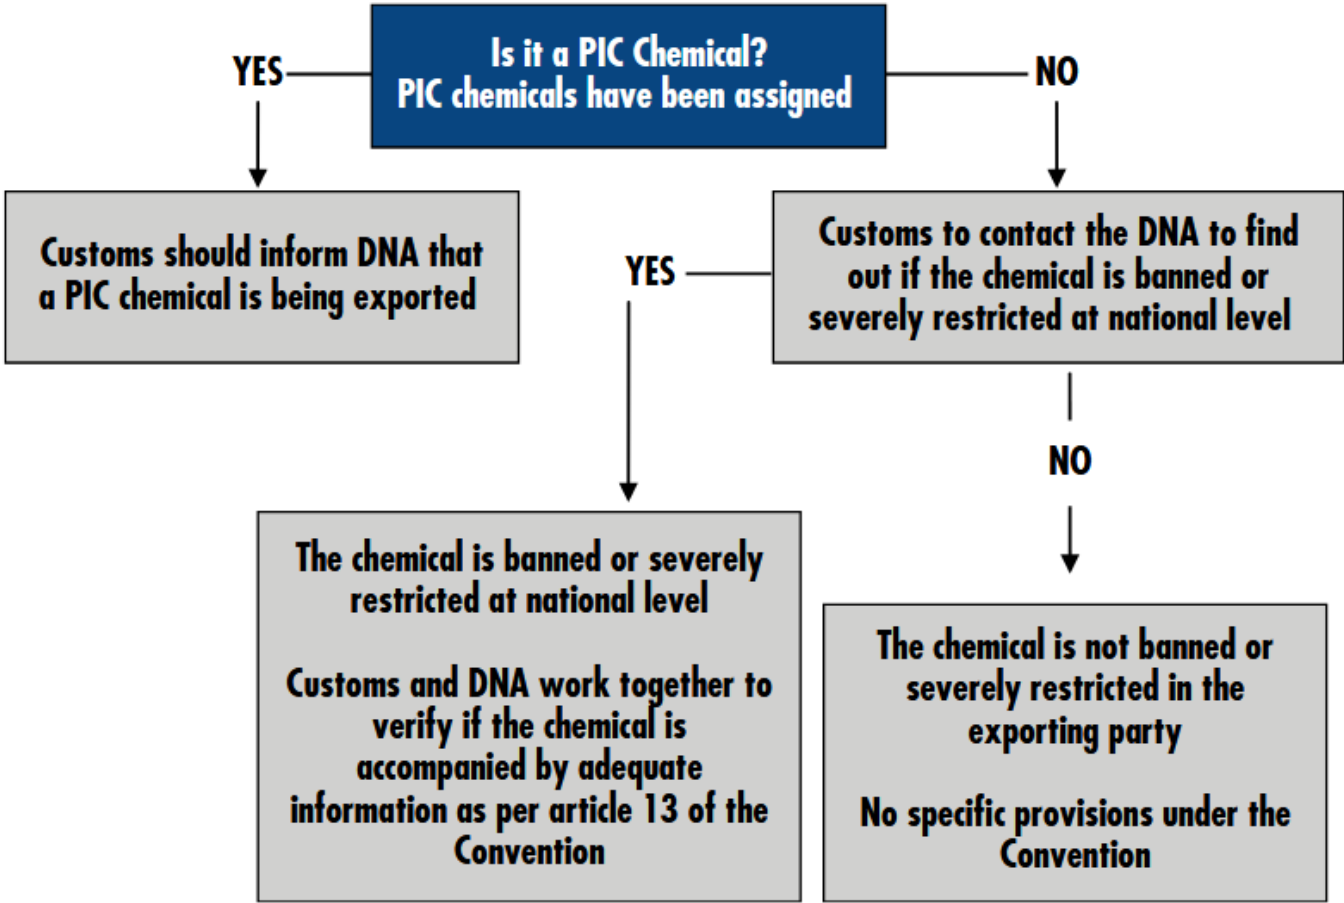 Is it a PIC Chemical?
PIC chemicals have been assigned
YES
NO
Customs should inform DNA that
a PIC chemical is being exported
Customs to contact the DNA to find
out if the chemical is banned or
severely restricted at national level
YES
NO
The chemical is banned or severely
restricted at national level
Customs and DNA work together to
verify if the chemical is
accompanied by adequate
information as per article 13 of the
Convention
The chemical is not banned or
severely restricted in the
exporting party
No specific provisions under the
Convention